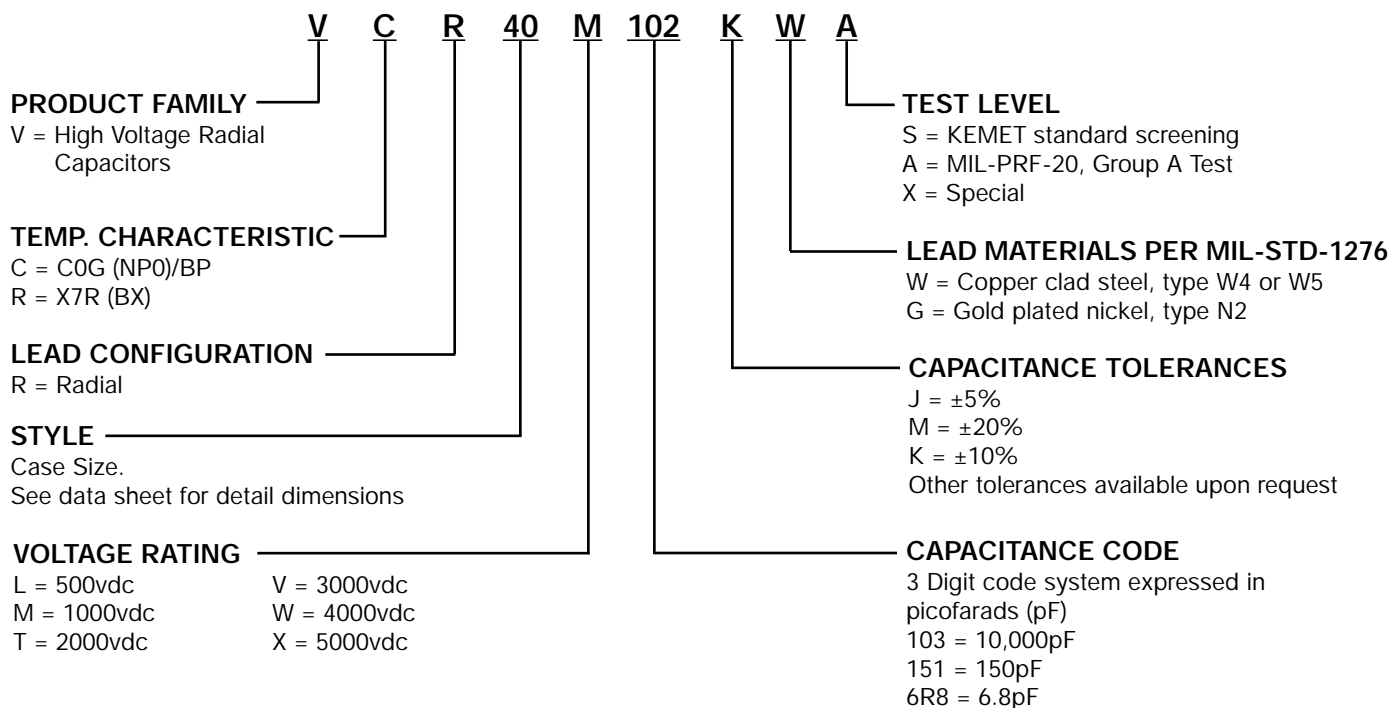 V C R 40 M 102 K W A
PRODUCT FAMILY
V = High Voltage Radial
Capacitors
TEMP. CHARACTERISTIC
C = C0G (NP0)/BP
R = X7R (BX)
LEAD CONFIGURATION
R = Radial
STYLE
Case Size.
See data sheet for detail dimensions
VOLTAGE RATING
L = 500vdc
M = 1000vdc
T = 2000vdc
V = 3000vdc
W = 4000vdc
X = 5000vdc
TEST LEVEL
S = KEMET standard screening
A = MIL-PRF-20, Group A Test
X = Special
LEAD MATERIALS PER MIL-STD-1276
W = Copper clad steel, type W4 or W5
G = Gold plated nickel, type N2
CAPACITANCE TOLERANCES
J = ±5%
M = ±20%
K = ±10%
Other tolerances available upon request
CAPACITANCE CODE
3 Digit code system expressed in
picofarads (pF)
103 = 10,000pF
151 = 150pF
6R8 = 6.8pF